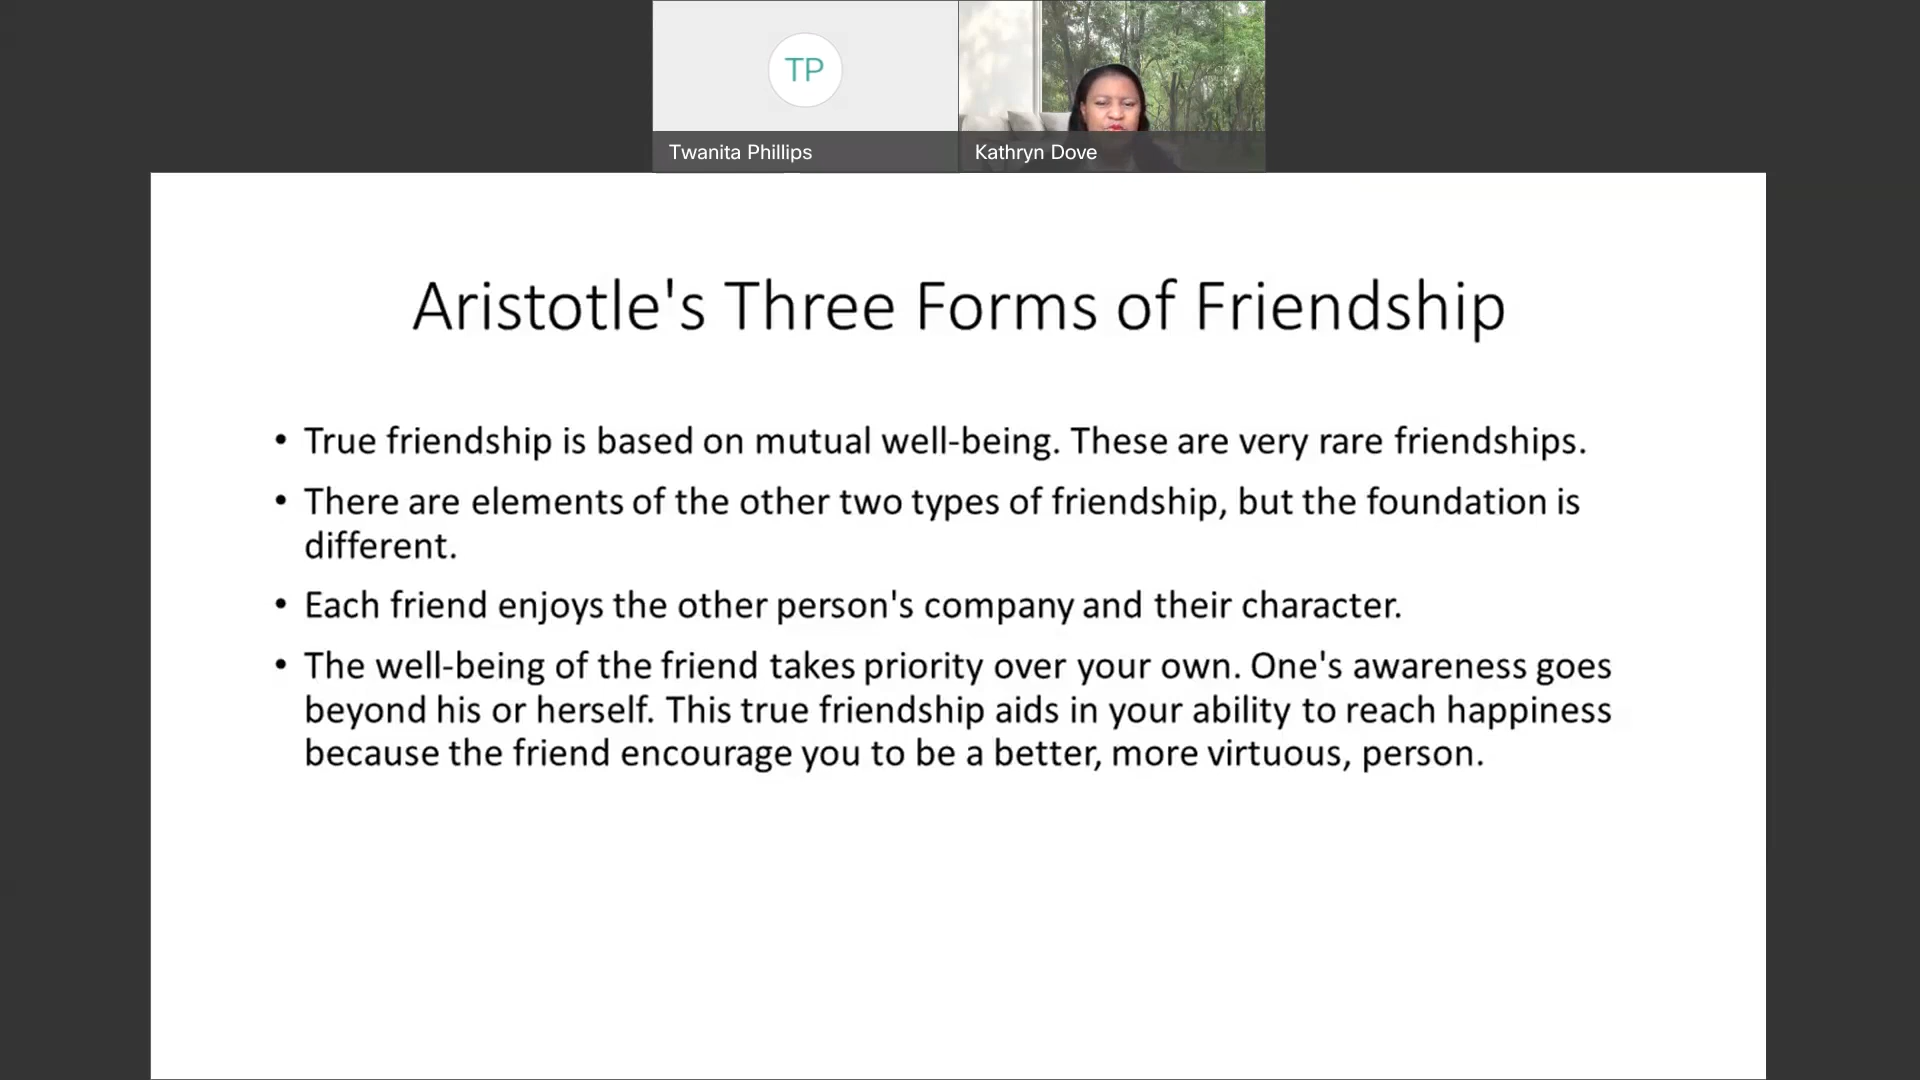 TP
Twanita Phillips
Kathryn Dove
Aristotle's Three Forms of Friendship
• True friendship is based on mutual well-being. These are very rare friendships.
• There are elements of the other two types of friendship, but the foundation is
different.
• Each friend enjoys the other person's company and their character.
• The well-being of the friend takes priority over your own. One's awareness goes
beyond his or herself. This true friendship aids in your ability to reach happiness
because the friend encourage you to be a better, more virtuous, person.